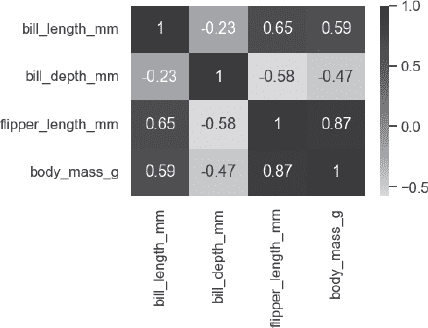 bill_length_mm 1 -0.23 0.65 0.59 1.0
bill_depth_mm -0.23 1 -0.58 -0.47 0.5
flipper_length_mm 0.65 -0.58 1 0.87 0.0
body_mass_g 0.59 -0.47 0.87 1 -0.5
bill_length_mm
bill_depth_mm
flipper_length_mm
body_mass_g